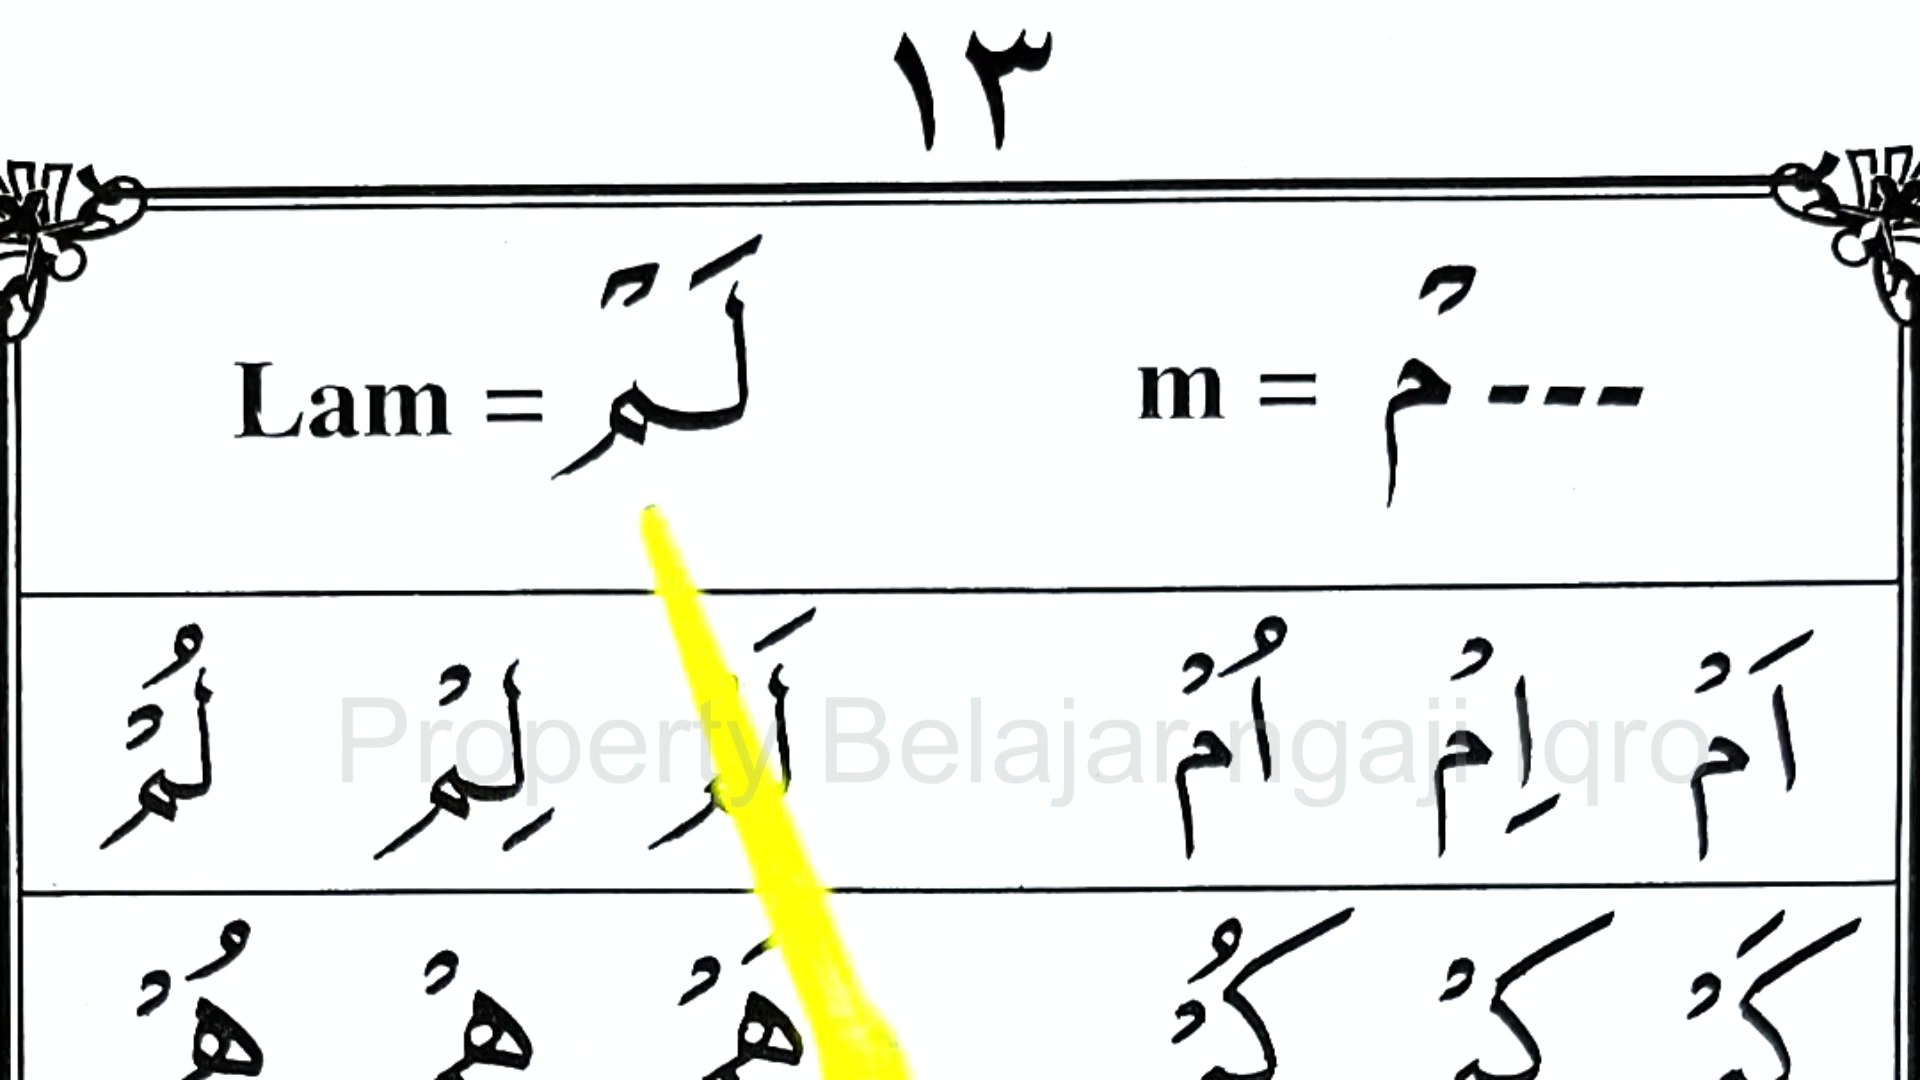 ١٣
---مْ = m لَمْ = Lam
اَمْ اِمْ اُمْ لَمْ لِمْ لُمْ
Property Belajar ngaji Iqro
كَمْ كِمْ كُمْ هَمْ هِمْ هُمْ